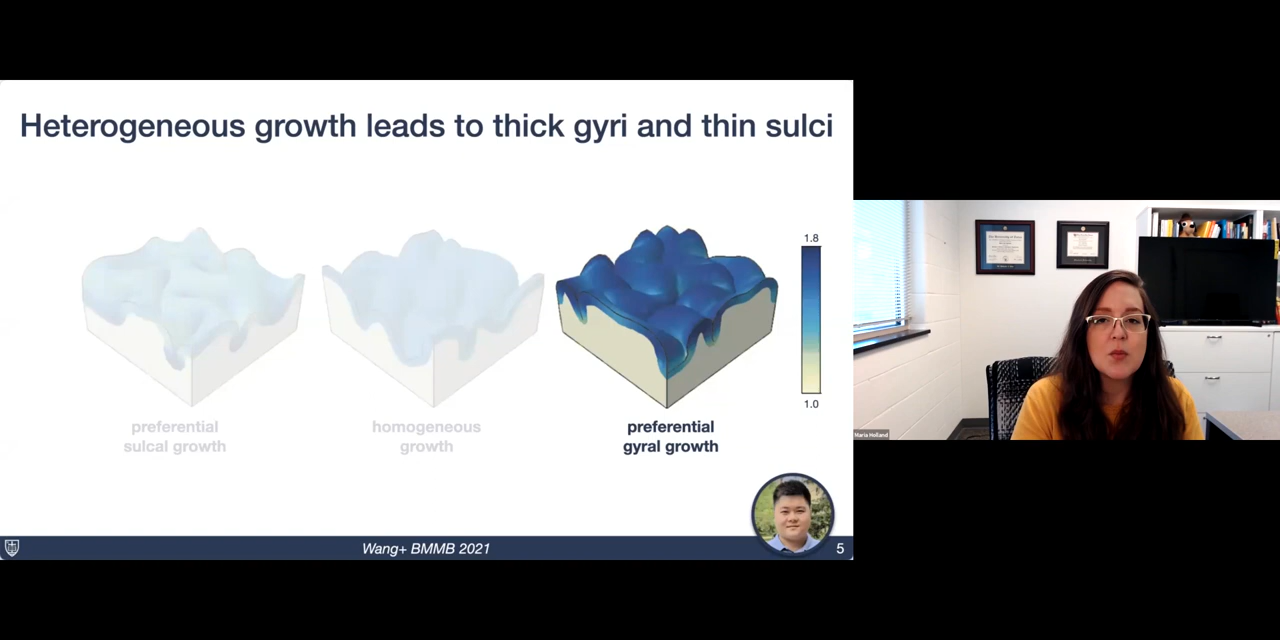 Heterogeneous growth leads to thick gyri and thin sulci
1.8
1.0
preferential
sulcal growth
homogeneous
growth
preferential
gyral growth
Wang+ BMMB 2021
5
Maria Holland